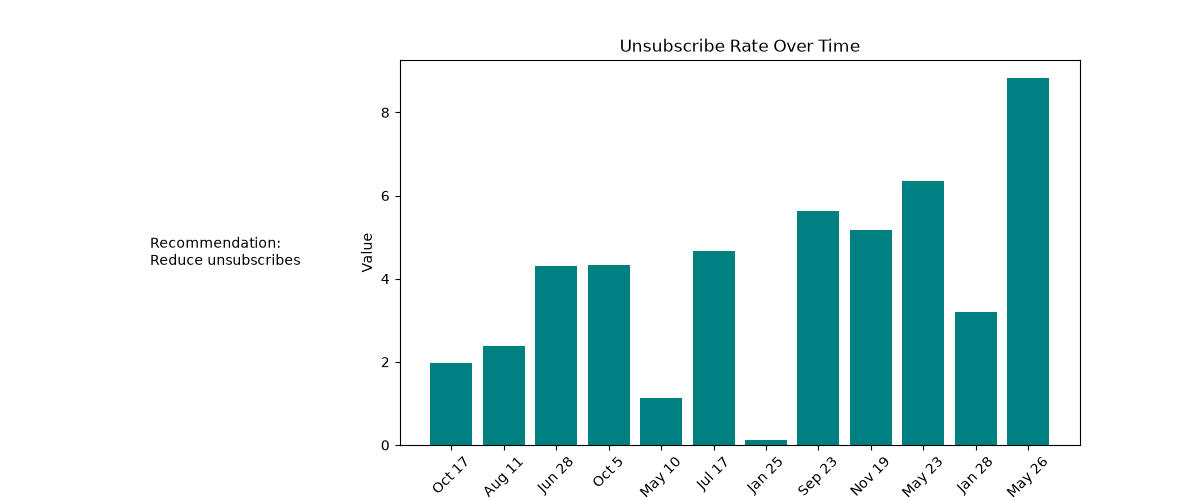 Unsubscribe Rate Over Time
Recommendation:
Reduce unsubscribes
Value
8
6
4
2
0
Oct 17
Aug 11
Jun 28
Oct 5
May 10
Jul 17
Jan 25
Sep 23
Nov 19
May 23
Jan 28
May 26